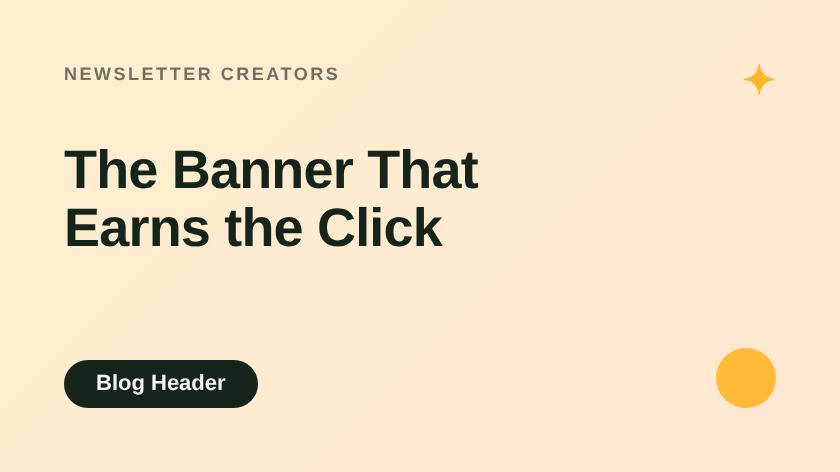 NEWSLETTER CREATORS
The Banner That
Earns the Click
Blog Header